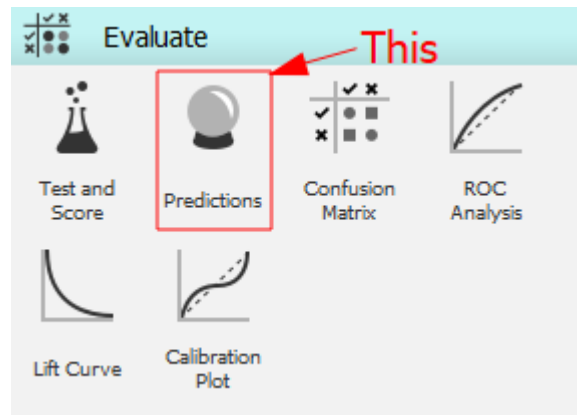 Evaluate
This
Test and
Score
Predictions
Confusion
Matrix
ROC
Analysis
Lift Curve
Calibration
Plot